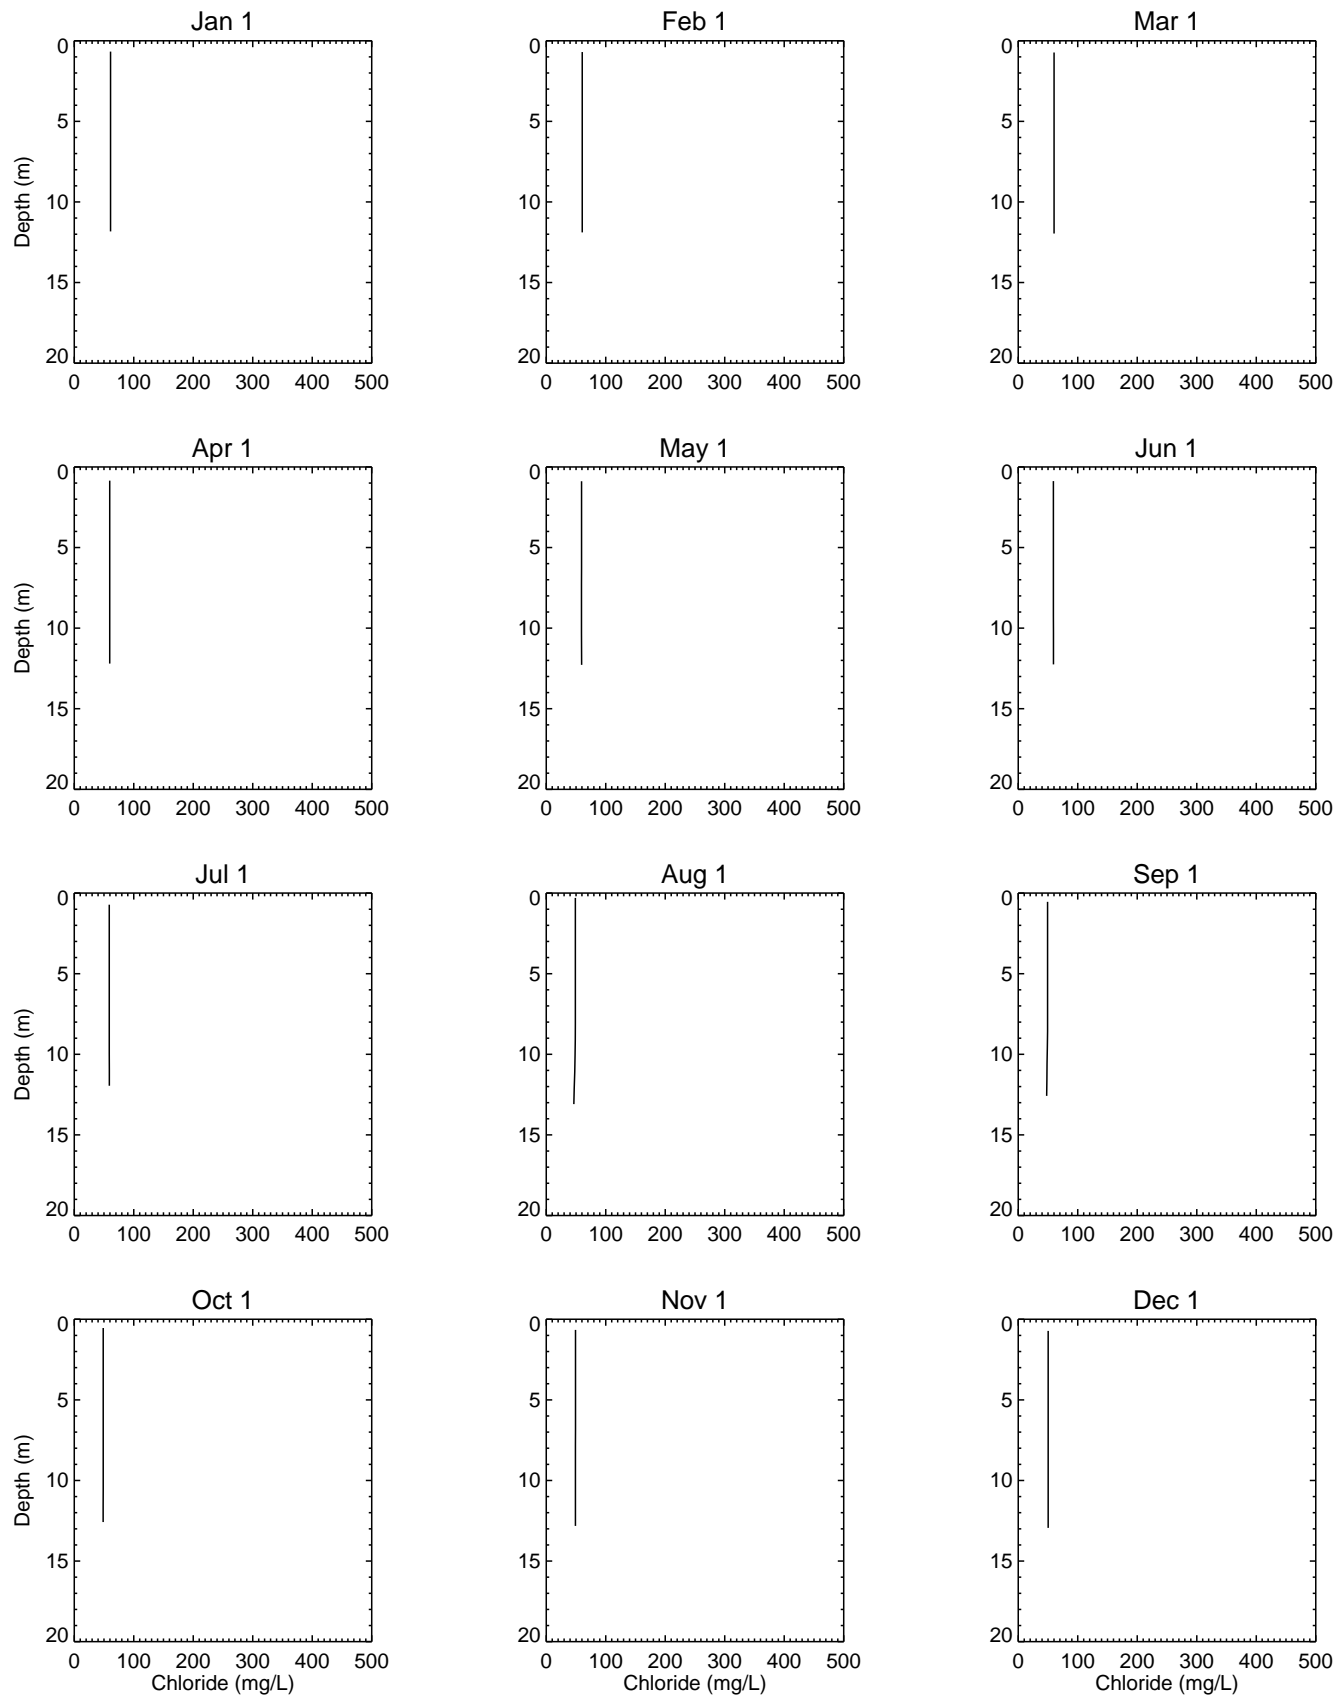 Jan 1 Feb 1 Mar 1
0 0 0
5 5 5
Depth (m)
10 10 10
15 15 15
20 20 20
0 100 200 300 400 500 0 100 200 300 400 500 0 100 200 300 400 500
Apr 1 May 1 Jun 1
0 0 0
5 5 5
Depth (m)
10 10 10
15 15 15
20 20 20
0 100 200 300 400 500 0 100 200 300 400 500 0 100 200 300 400 500
Jul 1 Aug 1 Sep 1
0 0 0
5 5 5
Depth (m)
10 10 10
15 15 15
20 20 20
0 100 200 300 400 500 0 100 200 300 400 500 0 100 200 300 400 500
Oct 1 Nov 1 Dec 1
0 0 0
5 5 5
Depth (m)
10 10 10
15 15 15
20 20 20
0 100 200 300 400 500 0 100 200 300 400 500 0 100 200 300 400 500
Chloride (mg/L) Chloride (mg/L) Chloride (mg/L)